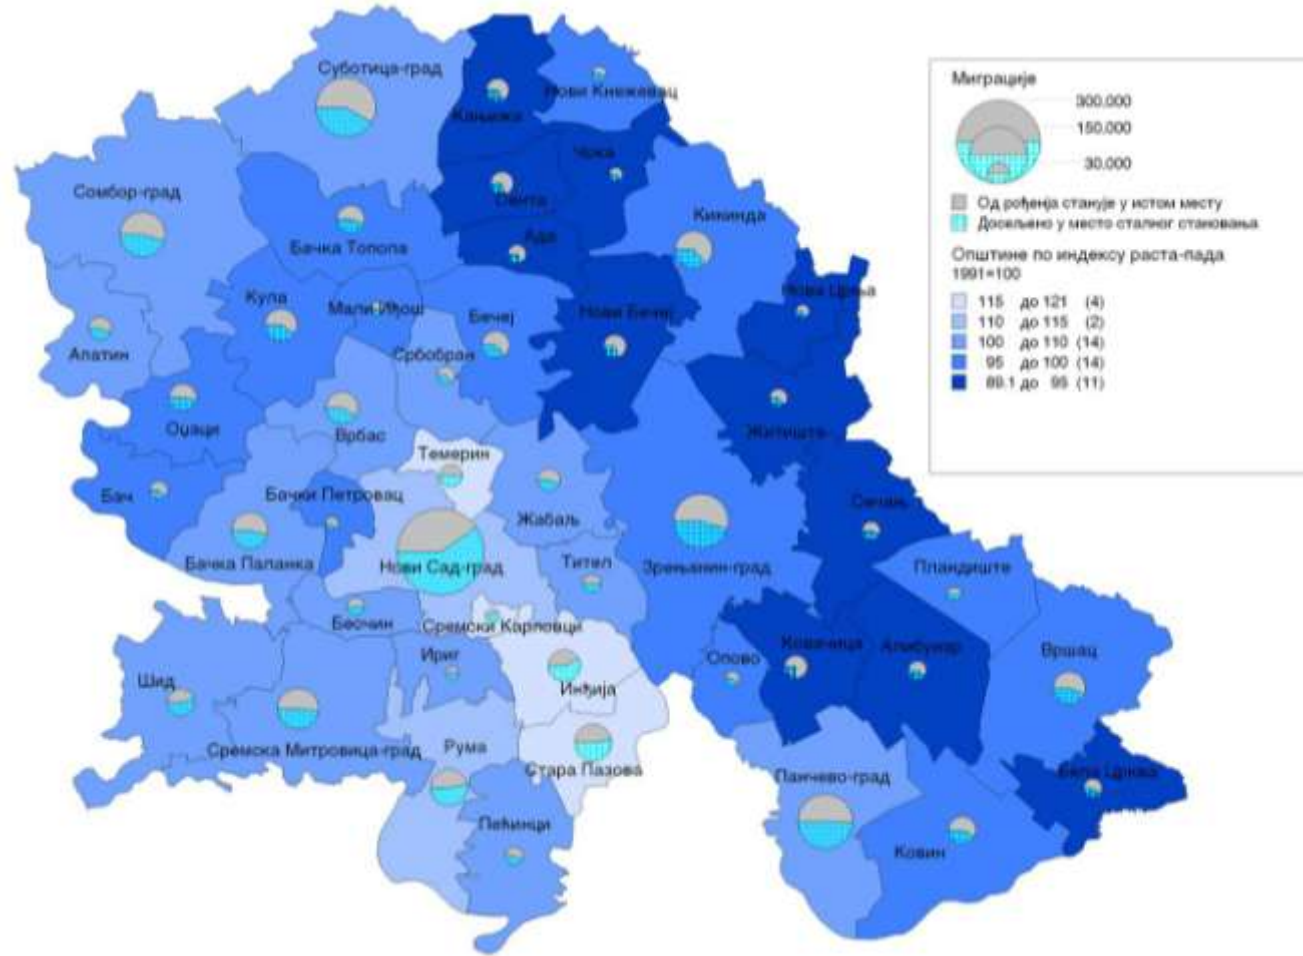 Суботица-град
Кањижа
Нови Кнежевац
Чока
Сента
Ада
Сомбор-град
Бачка Топола
Кикинда
Апатин
Кула
Мали Иђош
Бечеј
Нови Бечеј
Нова Црња
Србобран
Оџаци
Врбас
Житиште
Темерин
Бач
Бачки Петровац
Жабаљ
Сечањ
Бачка Паланка
Нови Сад-град
Тител
Зрењанин-град
Пландиште
Беочин
Сремски Карловци
Ириг
Опово
Ковачица
Алибунар
Вршац
Шид
Инђија
Сремска Митровица-град
Рума
Стара Пазова
Панчево-град
Бела Црква
Пећинци
Ковин
Миграције
300.000
150.000
30.000
Од рођења станује у истом месту
Досељено у место сталног становања
Општине по индексу раста-пада
1991=100
115 до 121 (4)
110 до 115 (2)
100 до 110 (14)
95 до 100 (14)
89.1 до 95 (11)